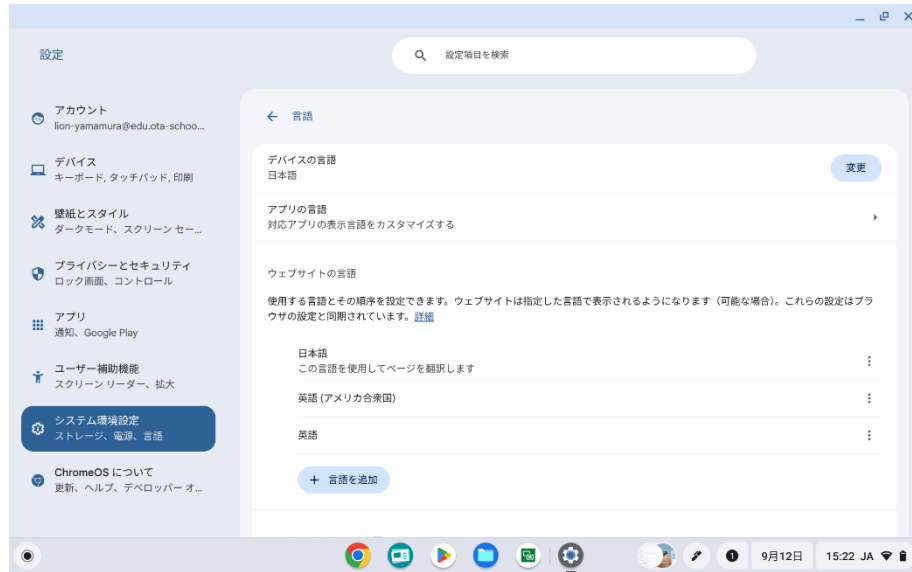 設定
設定項目を検索
アカウント
lion-yamamura@edu.ota-schoo...
デバイス
キーボード, タッチパッド, 印刷
壁紙とスタイル
ダークモード、スクリーン セー...
プライバシーとセキュリティ
ロック画面、コントロール
アプリ
通知、Google Play
ユーザー補助機能
スクリーン リーダー、拡大
システム環境設定
ストレージ、電源、言語
ChromeOS について
更新、ヘルプ、デベロッパー オ...
言語
デバイスの言語
日本語
変更
アプリの言語
対応アプリの表示言語をカスタマイズする
ウェブサイトの言語
使用する言語とその順序を設定できます。ウェブサイトは指定した言語で表示されるようになります（可能な場合）。これらの設定はブラ
ウザの設定と同期されています。詳細
日本語
この言語を使用してページを翻訳します
英語 (アメリカ合衆国)
英語
+ 言語を追加
1
9月12日
15:22 JA